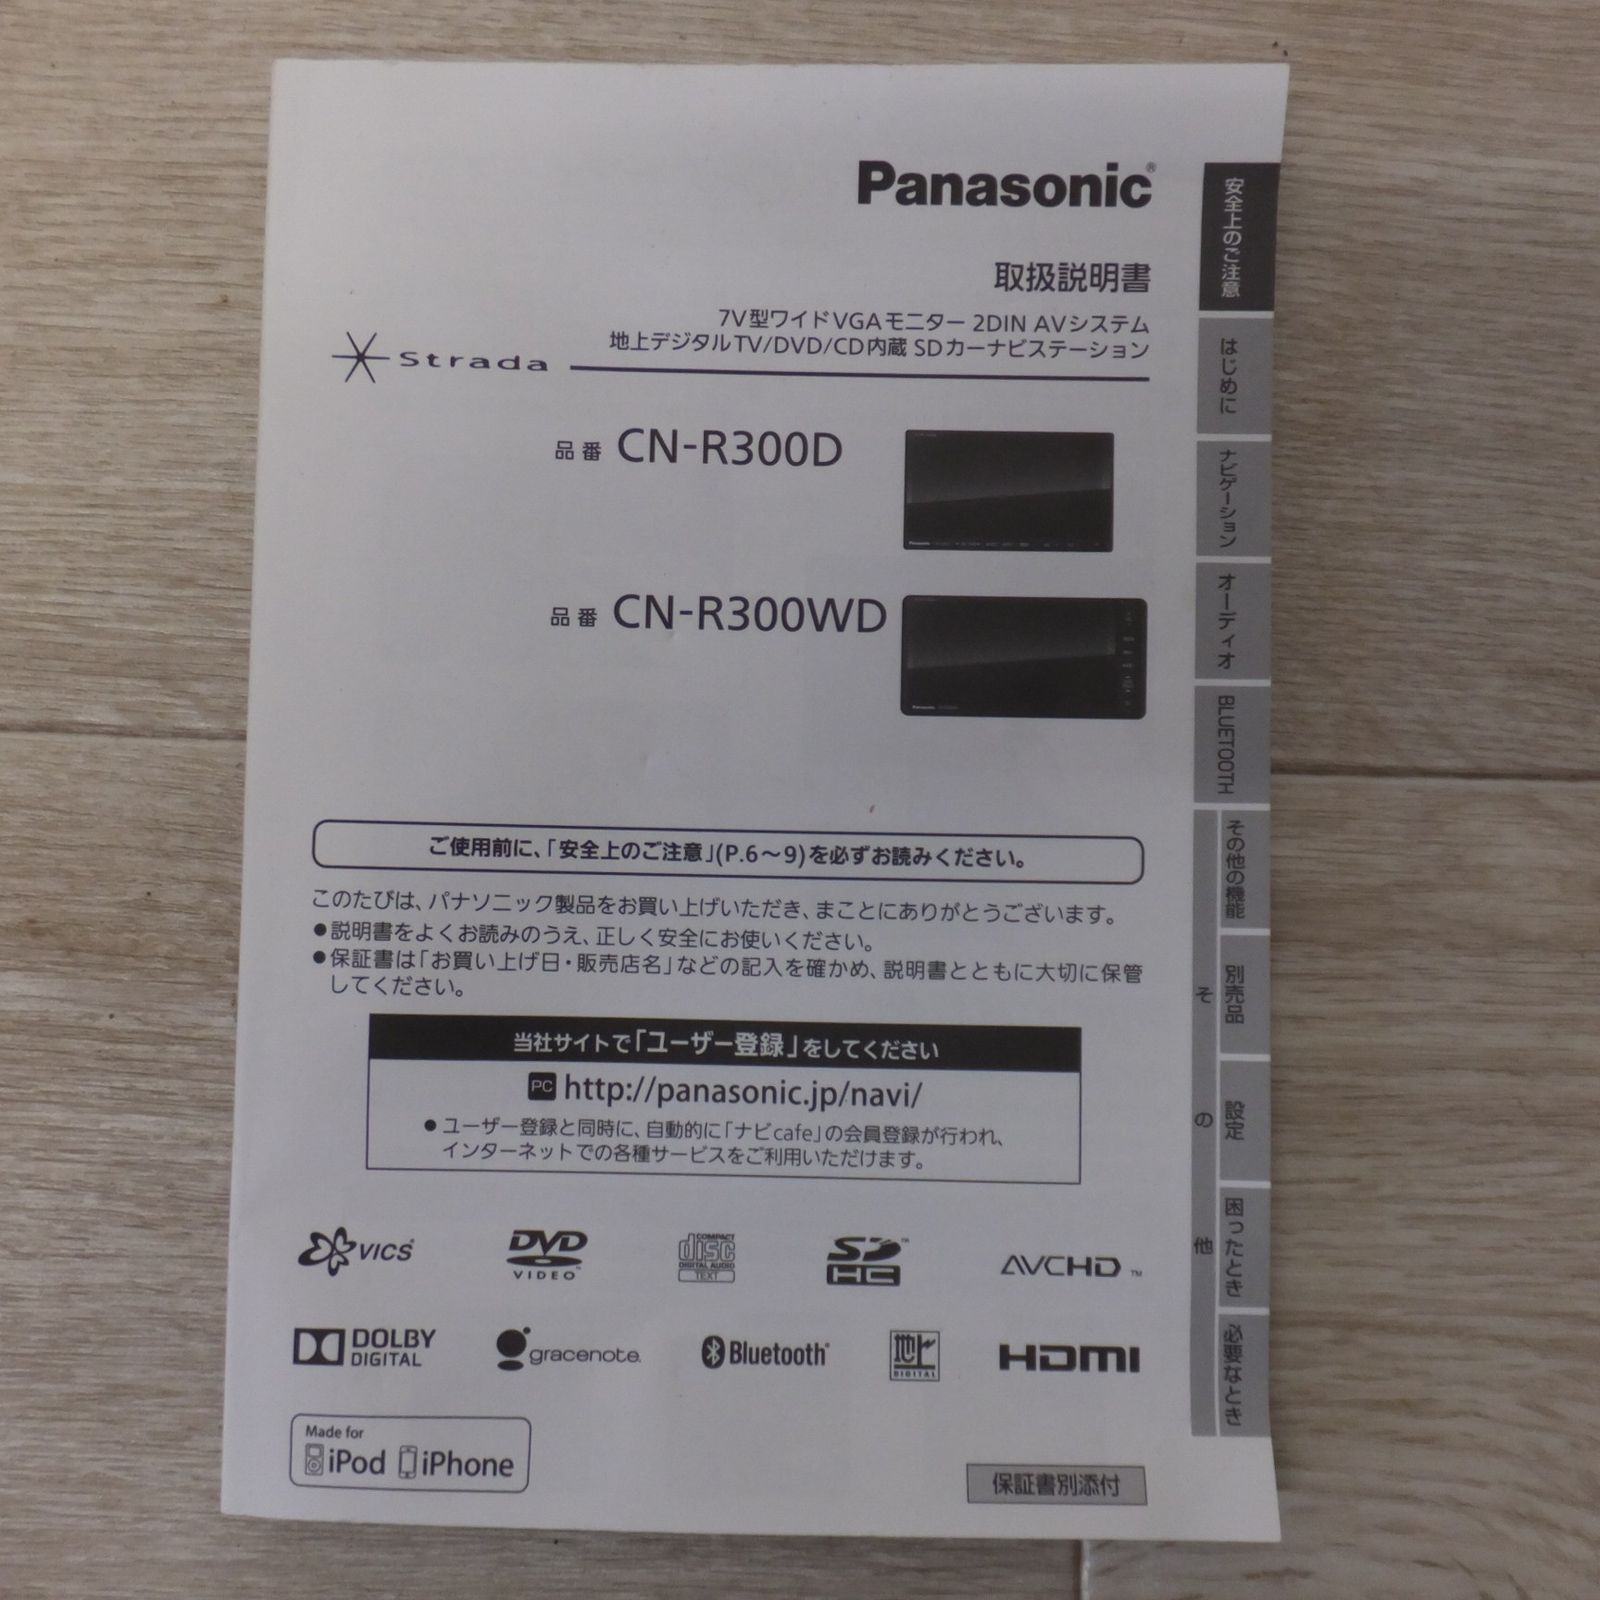 Panasonic®
取扱説明書
7V型ワイドVGAモニター 2DIN AVシステム
地上デジタルTV/DVD/CD内蔵 SDカーナビステーション
Strada
品番 CN-R300D
Panasonic
品番 CN-R300WD
Panasonic
ご使用前に、「安全上のご注意」(P.6～9)を必ずお読みください。
このたびは、パナソニック製品をお買い上げいただき、まことにありがとうございます。
●説明書をよくお読みのうえ、正しく安全にお使いください。
●保証書は「お買い上げ日・販売店名」などの記入を確かめ、説明書とともに大切に保管
してください。
当社サイトで「ユーザー登録」をしてください
PC http://panasonic.jp/navi/
●ユーザー登録と同時に、自動的に「ナビcafe」の会員登録が行われ、
インターネットでの各種サービスをご利用いただけます。
VICS
DVD
VIDEO™
COMPACT
disc
DIGITAL AUDIO
TEXT
SD™
HC
AVCHD™
DOLBY
DIGITAL
gracenote.
Bluetooth®
地上
DIGITAL
HDMI
Made for
iPod iPhone
保証書別添付
安全上のご注意
はじめに
ナビゲーション
オーディオ
BLUETOOTH
その他
その他の機能
別売品
設定
困ったとき
必要なとき